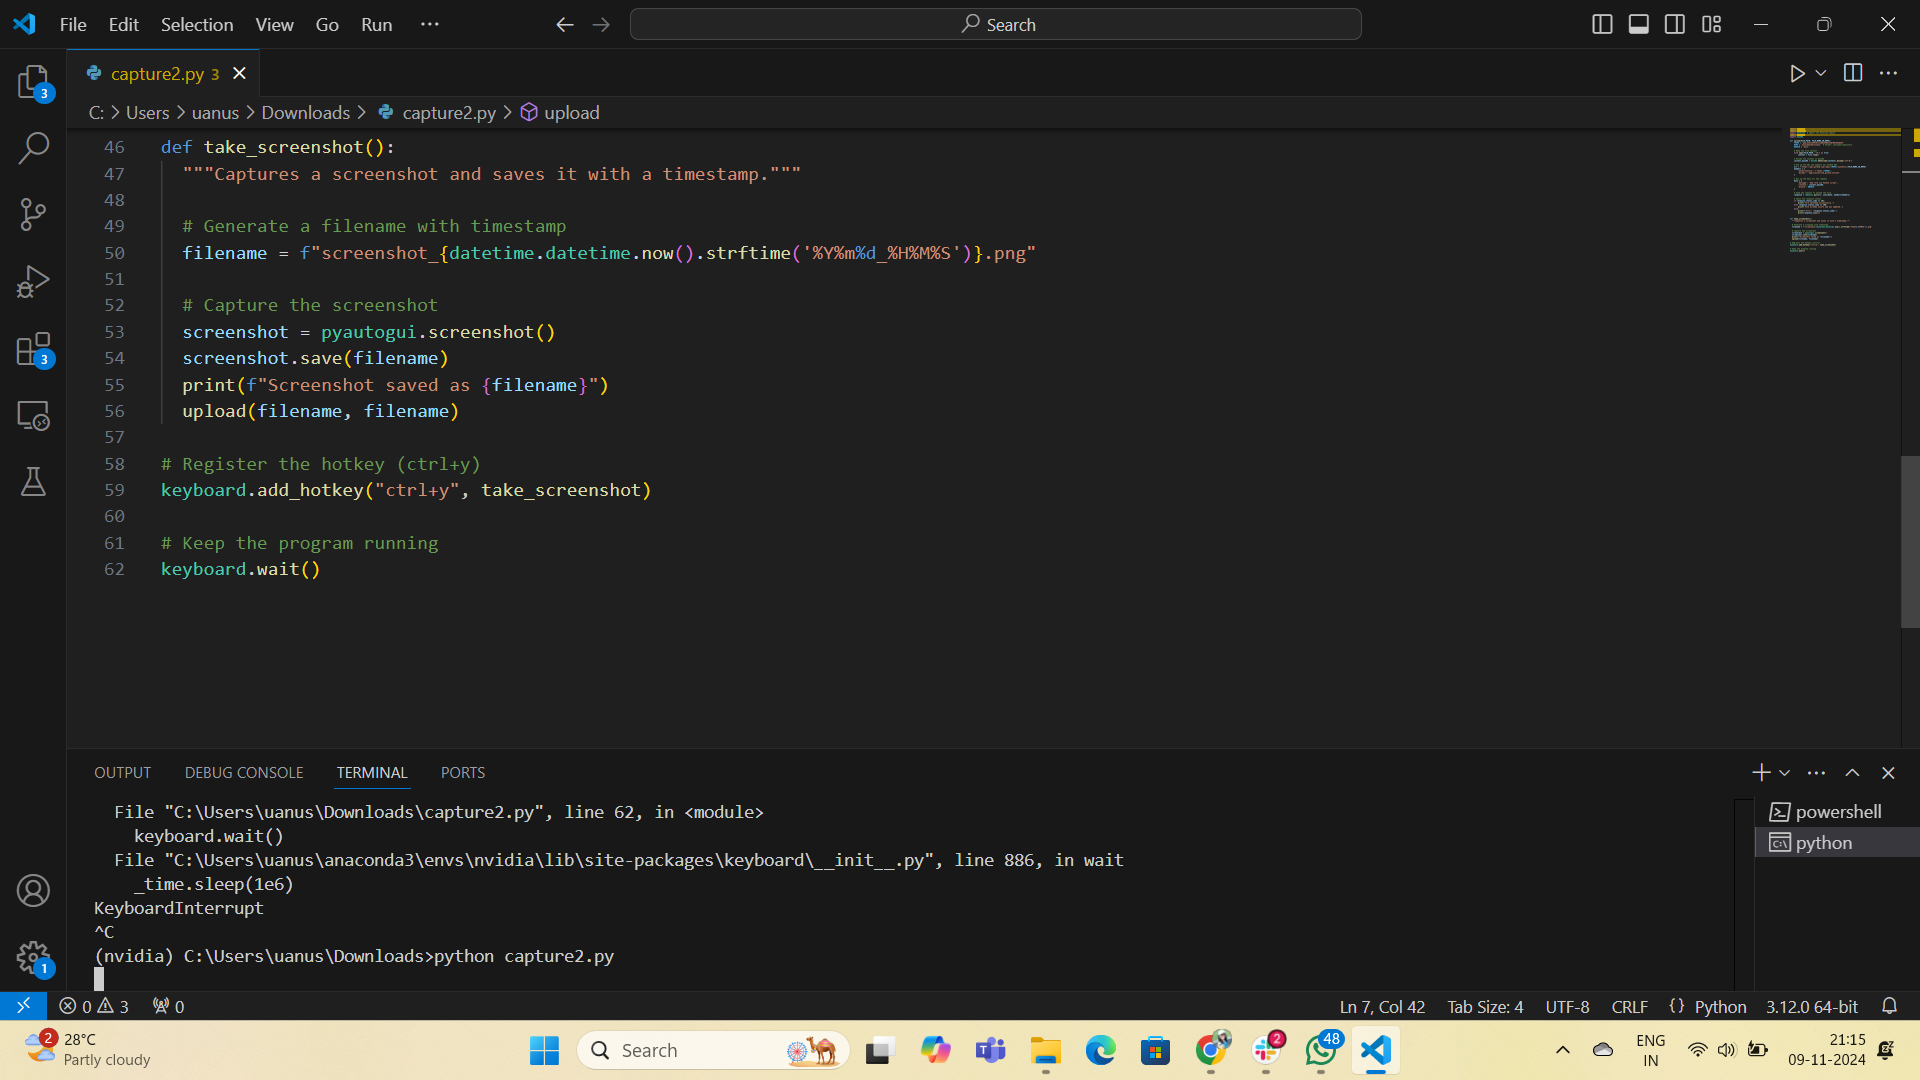 File Edit Selection View Go Run ···
Search
capture2.py 3
C: > Users > uanus > Downloads > capture2.py > upload
46 def take_screenshot():
47 """Captures a screenshot and saves it with a timestamp."""
48
49 # Generate a filename with timestamp
50 filename = f"screenshot_{datetime.datetime.now().strftime('%Y%m%d_%H%M%S')}.png"
51
52 # Capture the screenshot
53 screenshot = pyautogui.screenshot()
54 screenshot.save(filename)
55 print(f"Screenshot saved as {filename}")
56 upload(filename, filename)
57
58 # Register the hotkey (ctrl+y)
59 keyboard.add_hotkey("ctrl+y", take_screenshot)
60
61 # Keep the program running
62 keyboard.wait()
3
3
1
OUTPUT DEBUG CONSOLE TERMINAL PORTS
File "C:\Users\uanus\Downloads\capture2.py", line 62, in <module>
keyboard.wait()
File "C:\Users\uanus\anaconda3\envs\nvidia\lib\site-packages\keyboard\__init__.py", line 886, in wait
_time.sleep(1e6)
KeyboardInterrupt
^C
(nvidia) C:\Users\uanus\Downloads>python capture2.py
powershell
python
0 3 0
Ln 7, Col 42 Tab Size: 4 UTF-8 CRLF {} Python 3.12.0 64-bit
2 28°C
Partly cloudy
Search
2
48
ENG
IN
21:15
09-11-2024